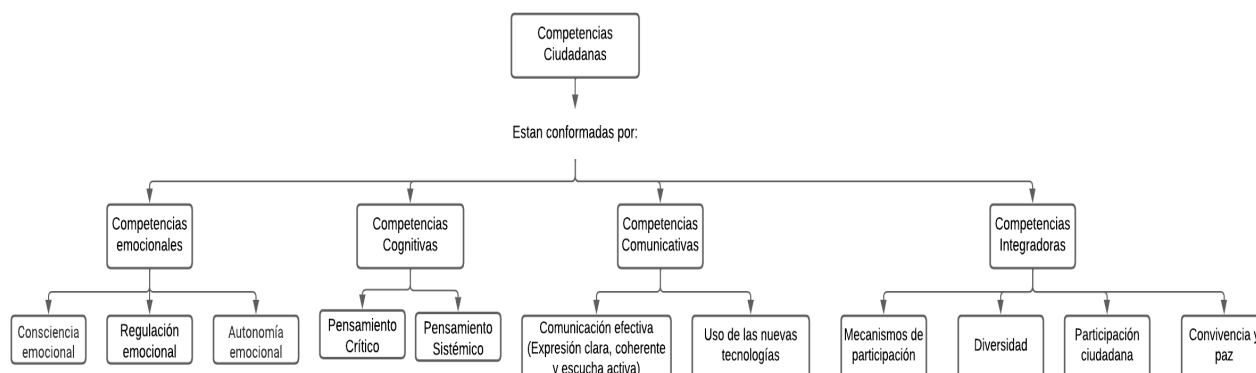 Competencias
Ciudadanas
Estan conformadas por:
Competencias
emocionales
Competencias
Cognitivas
Competencias
Comunicativas
Competencias
Integradoras
Consciencia
emocional
Regulación
emocional
Autonomía
emocional
Pensamiento
Crítico
Pensamiento
Sistémico
Comunicación efectiva
(Expresión clara, coherente
y escucha activa)
Uso de las nuevas
tecnologías
Mecanismos de
participación
Diversidad
Participación
ciudadana
Convivencia y
paz